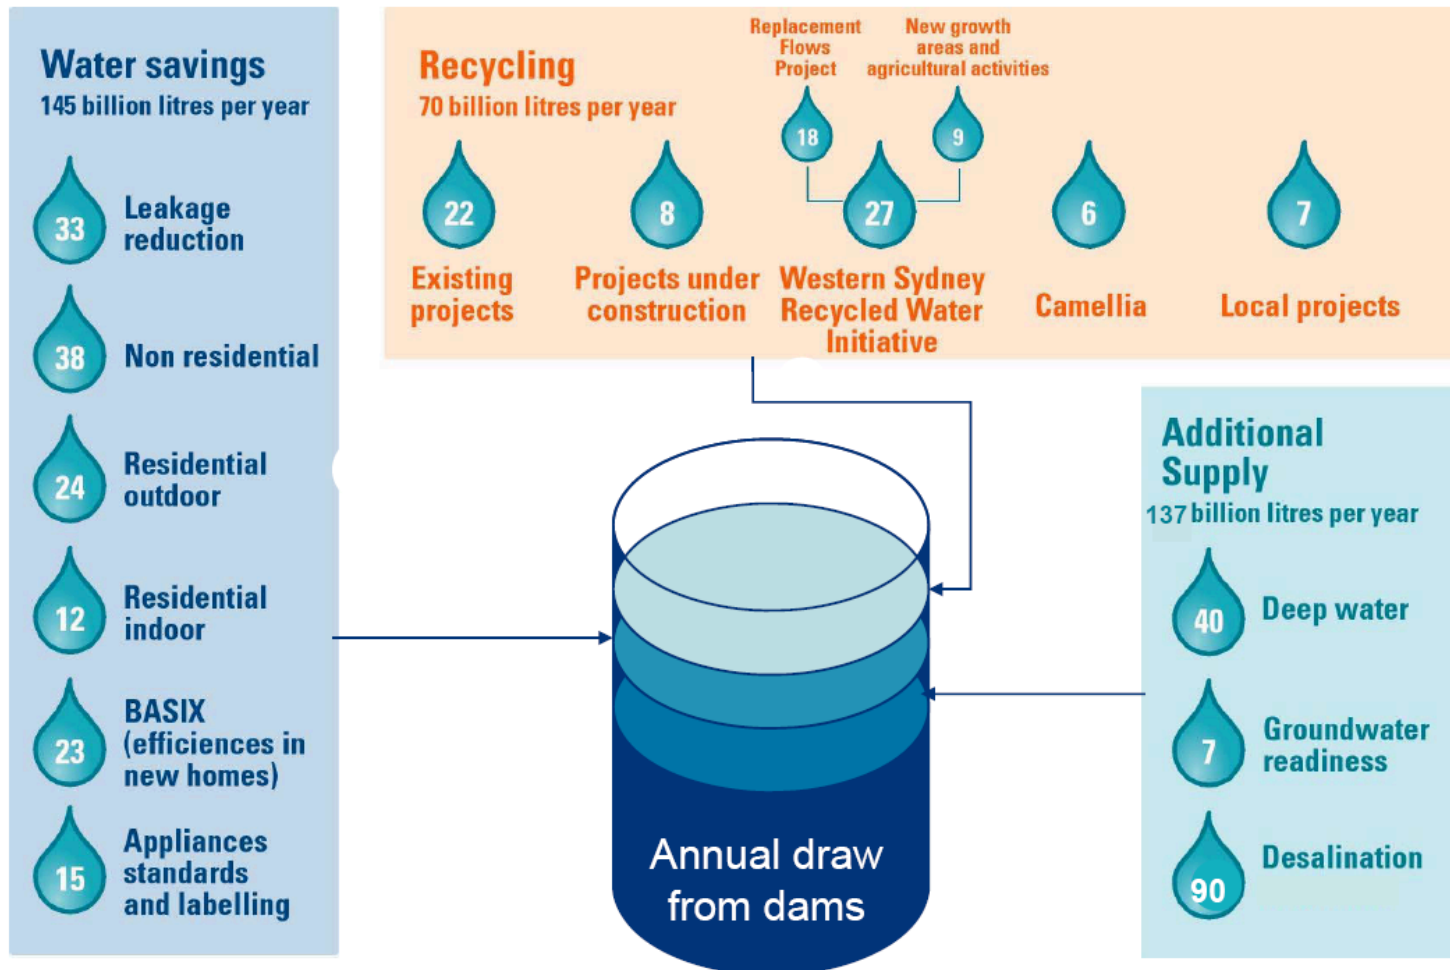 Water savings
145 billion litres per year
33
Leakage
reduction
38
Non residential
24
Residential
outdoor
12
Residential
indoor
23
BASIX
(efficiences in
new homes)
15
Appliances
standards
and labelling
Recycling
70 billion litres per year
Replacement
Flows
Project
18
New growth
areas and
agricultural activities
9
22
Existing
projects
8
Projects under
construction
27
Western Sydney
Recycled Water
Initiative
6
Camellia
7
Local projects
Additional
Supply
137 billion litres per year
40
Deep water
7
Groundwater
readiness
90
Desalination
Annual draw
from dams